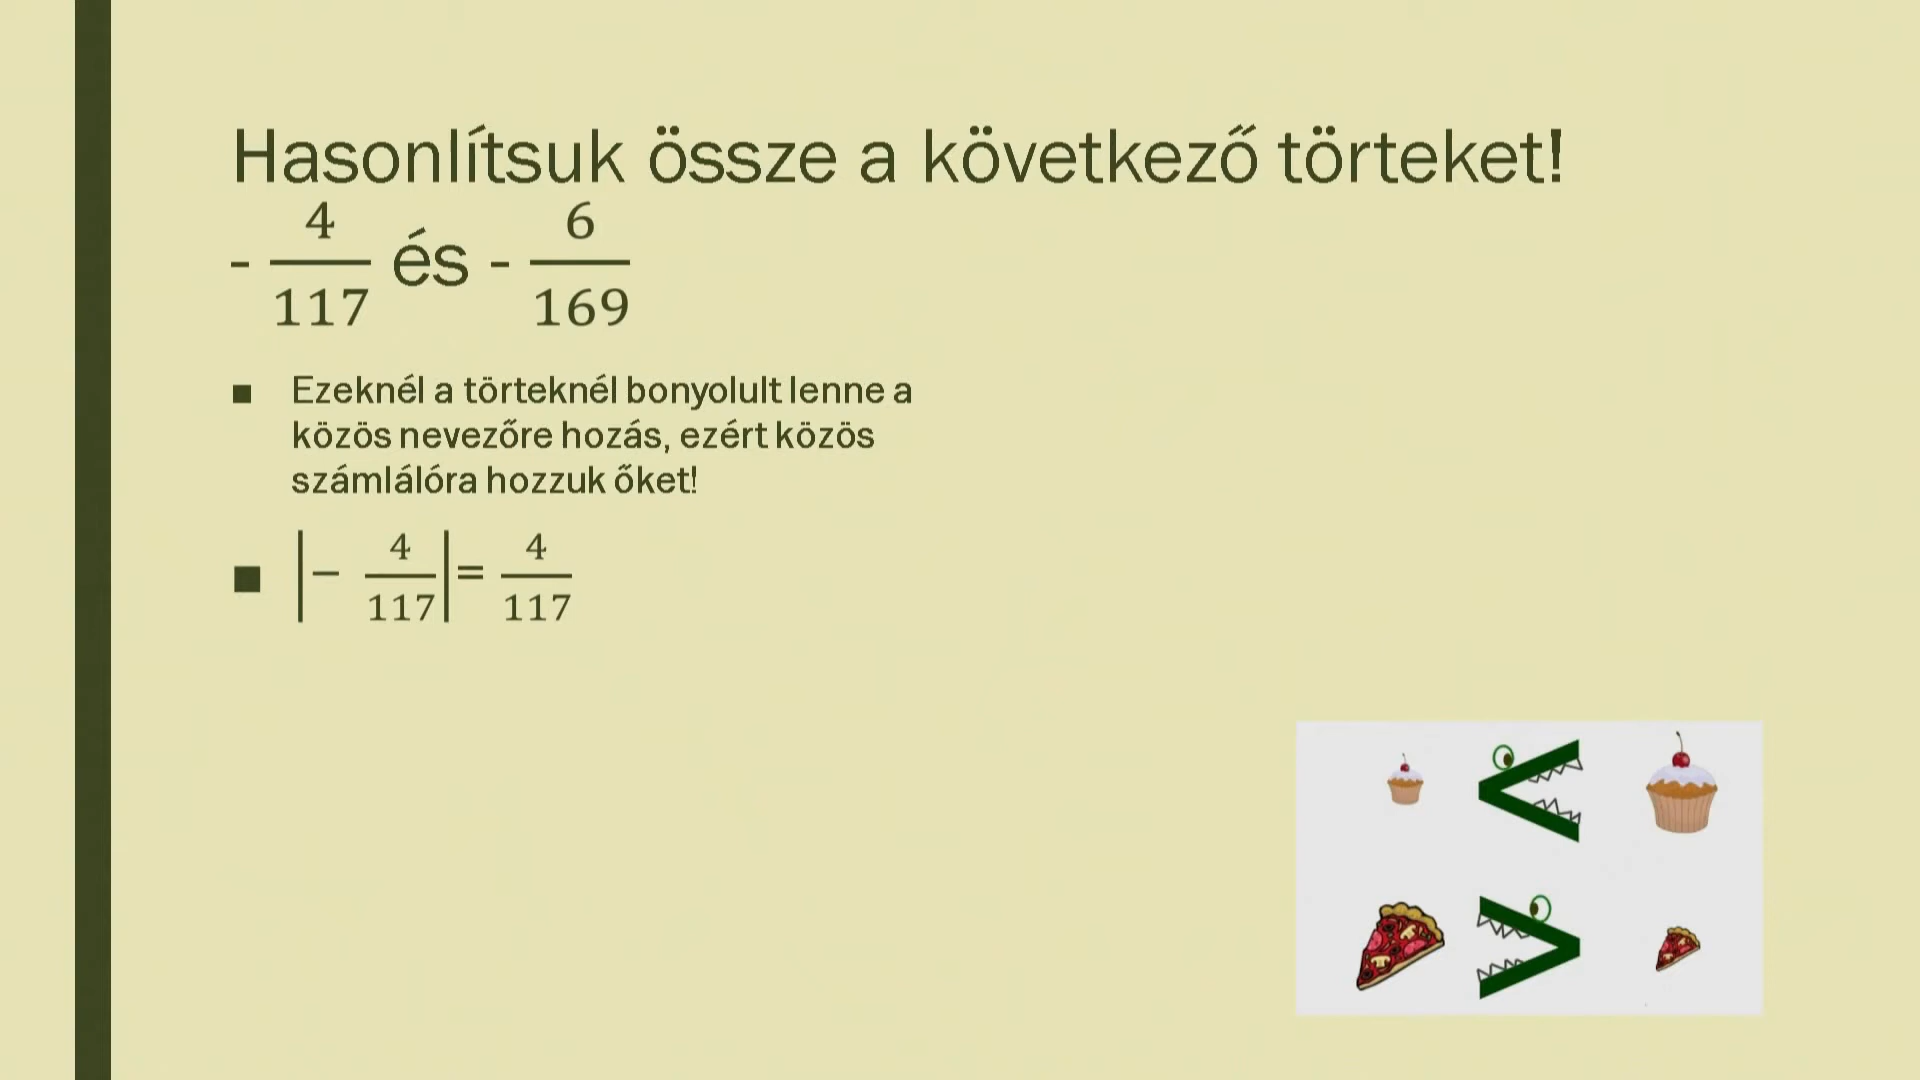 Hasonlítsuk össze a következő törteket!
- 4/117 és - 6/169
■ Ezeknél a törteknél bonyolult lenne a
közös nevezőre hozás, ezért közös
számlálóra hozzuk őket!
■ |− 4/117| = 4/117